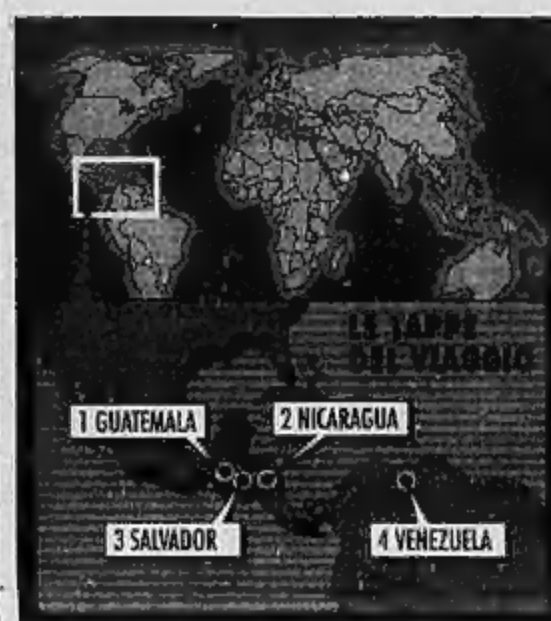 LE TAPPE
DEL VIAGGIO
1 GUATEMALA
2 NICARAGUA
3 SALVADOR
4 VENEZUELA